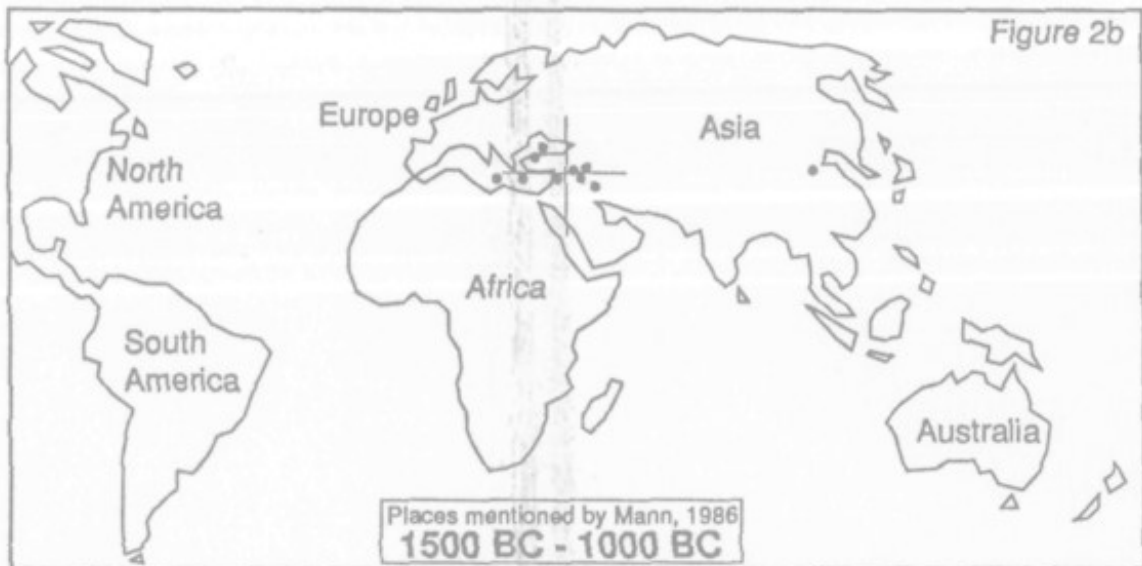 Figure 2b
Europe
Asia
North
America
Africa
South
America
Australia
Places mentioned by Mann, 1986
1500 BC - 1000 BC